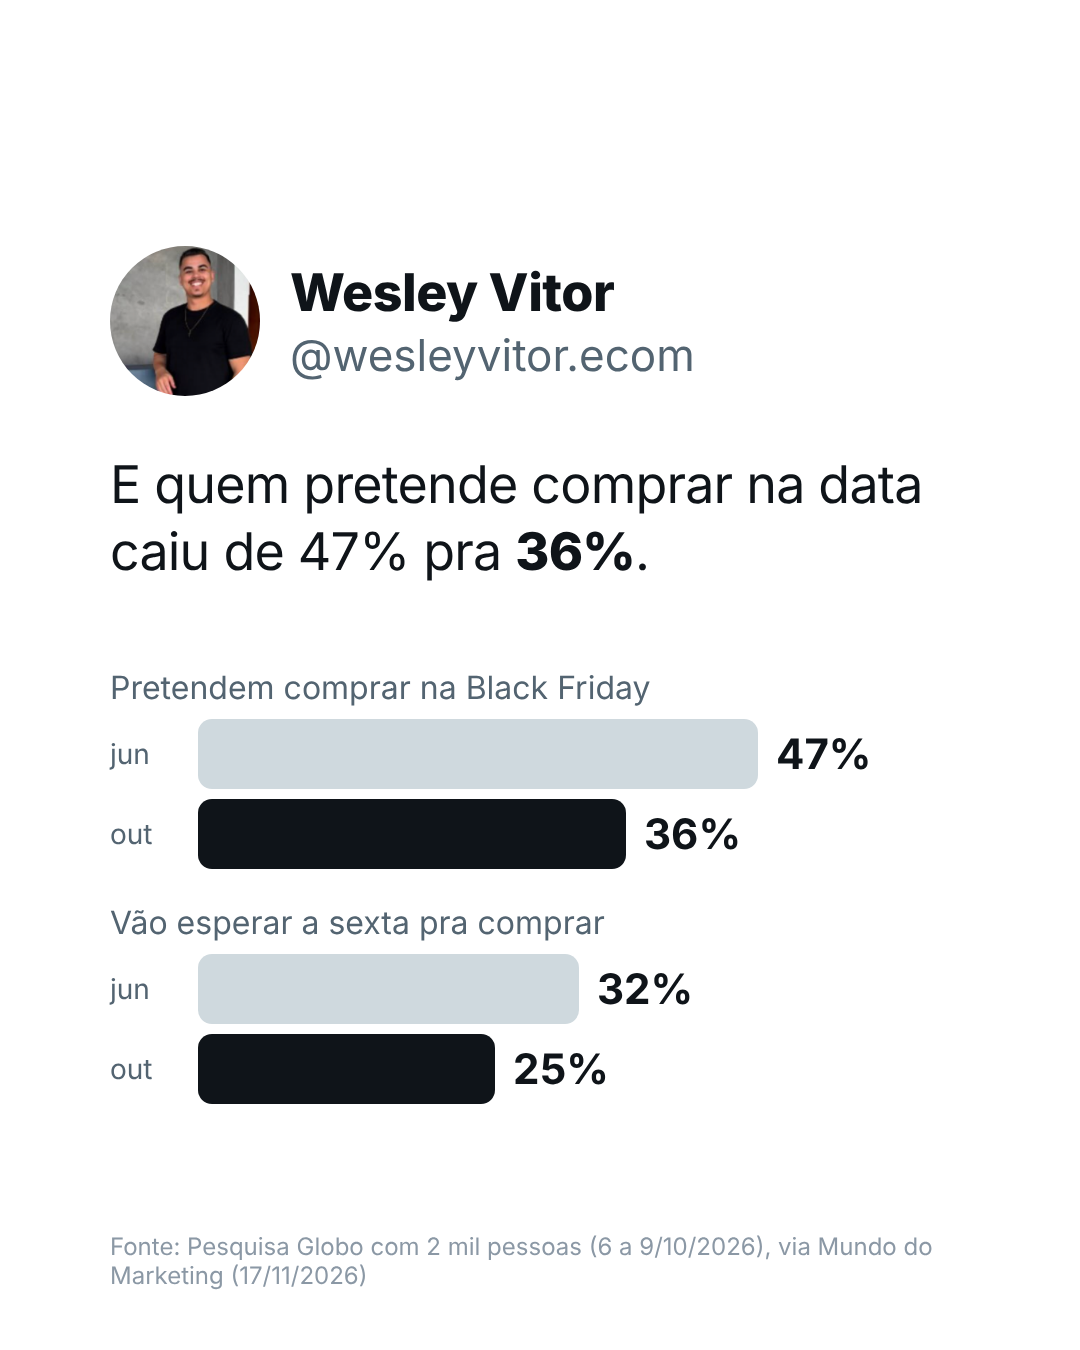 Wesley Vitor
@wesleyvitor.ecom
E quem pretende comprar na data
caiu de 47% pra 36%.
Pretendem comprar na Black Friday
jun
47%
out
36%
Vão esperar a sexta pra comprar
jun
32%
out
25%
Fonte: Pesquisa Globo com 2 mil pessoas (6 a 9/10/2026), via Mundo do
Marketing (17/11/2026)